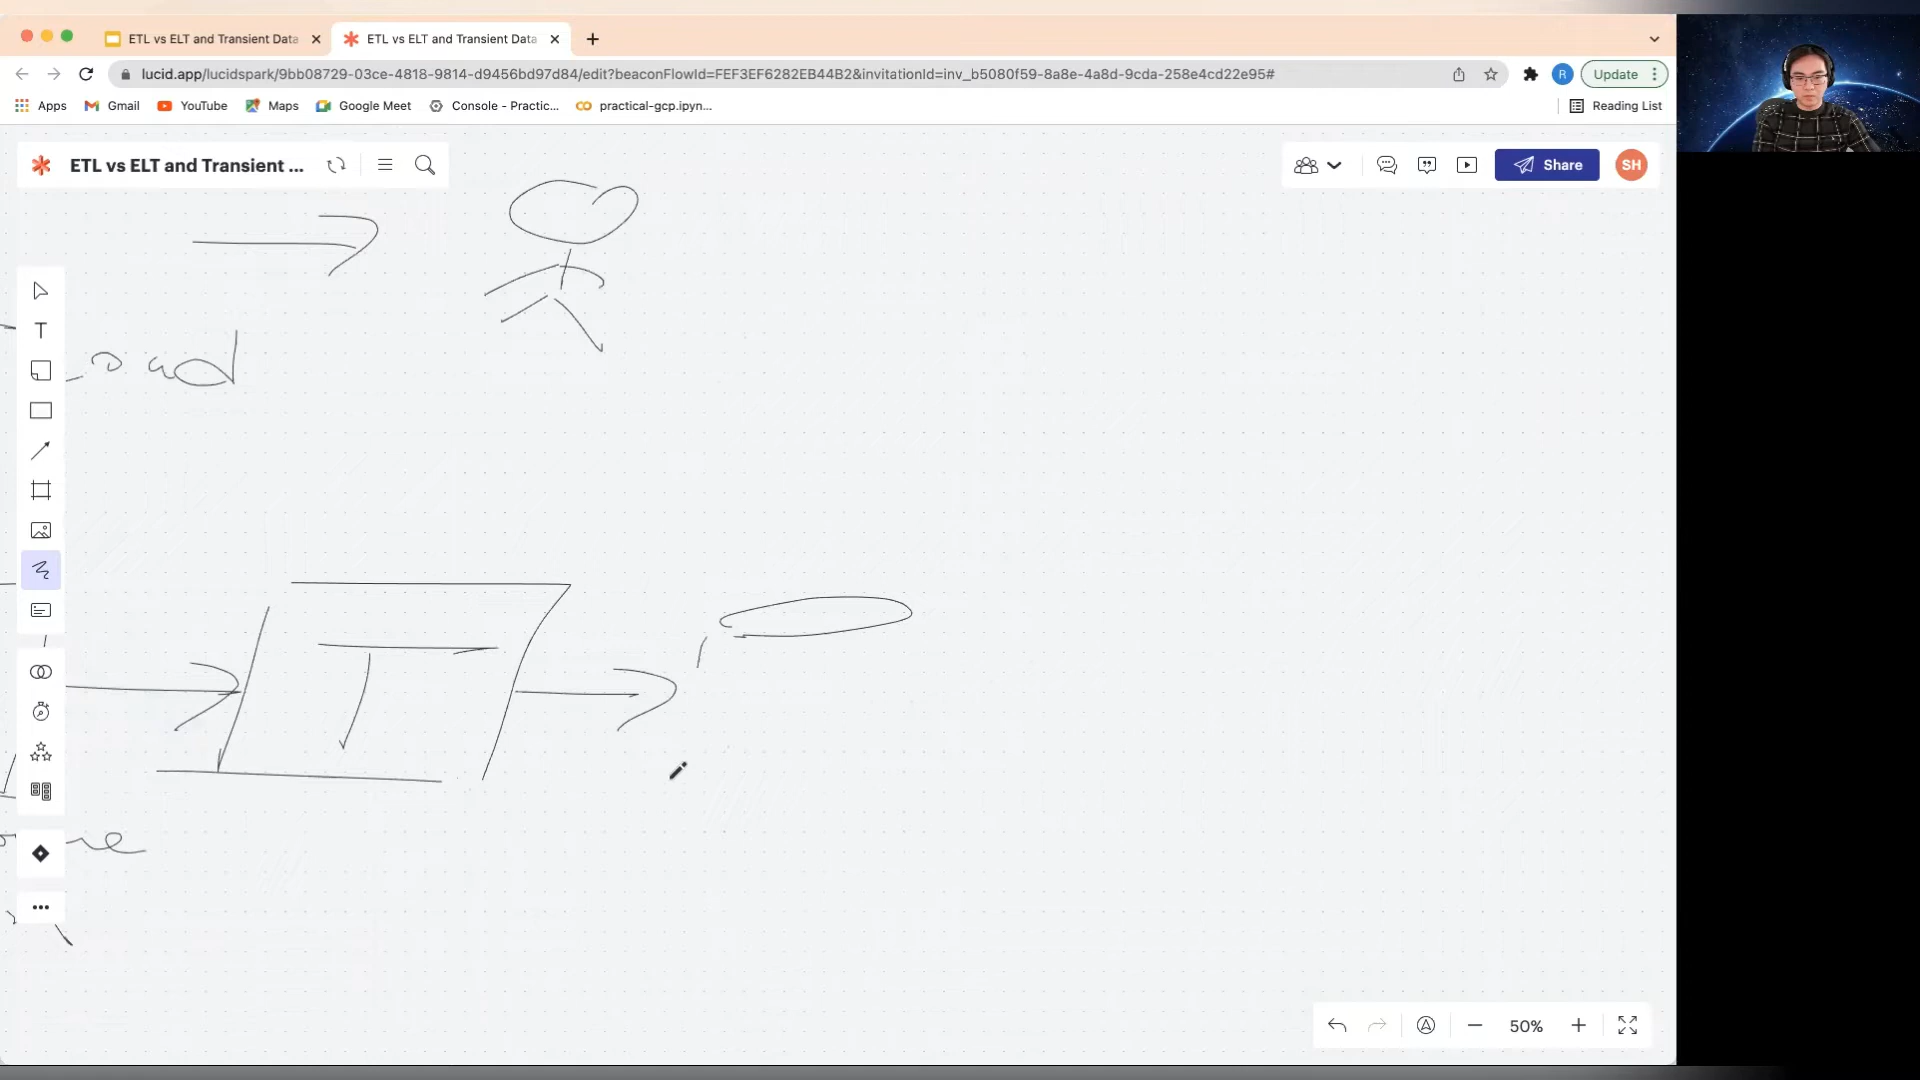 ETL vs ELT and Transient Data
ETL vs ELT and Transient Data
lucid.app/lucidspark/9bb08729-03ce-4818-9814-d9456bd97d84/edit?beaconFlowId=FEF3EF6282EB44B2&invitationId=inv_b5080f59-8a8e-4a8d-9cda-258e4cd22e95#
R
Update
Apps
Gmail
YouTube
Maps
Google Meet
Console - Practic...
practical-gcp.ipyn...
Reading List
ETL vs ELT and Transient ...
Share
SH
T
oad
T
ne
50%